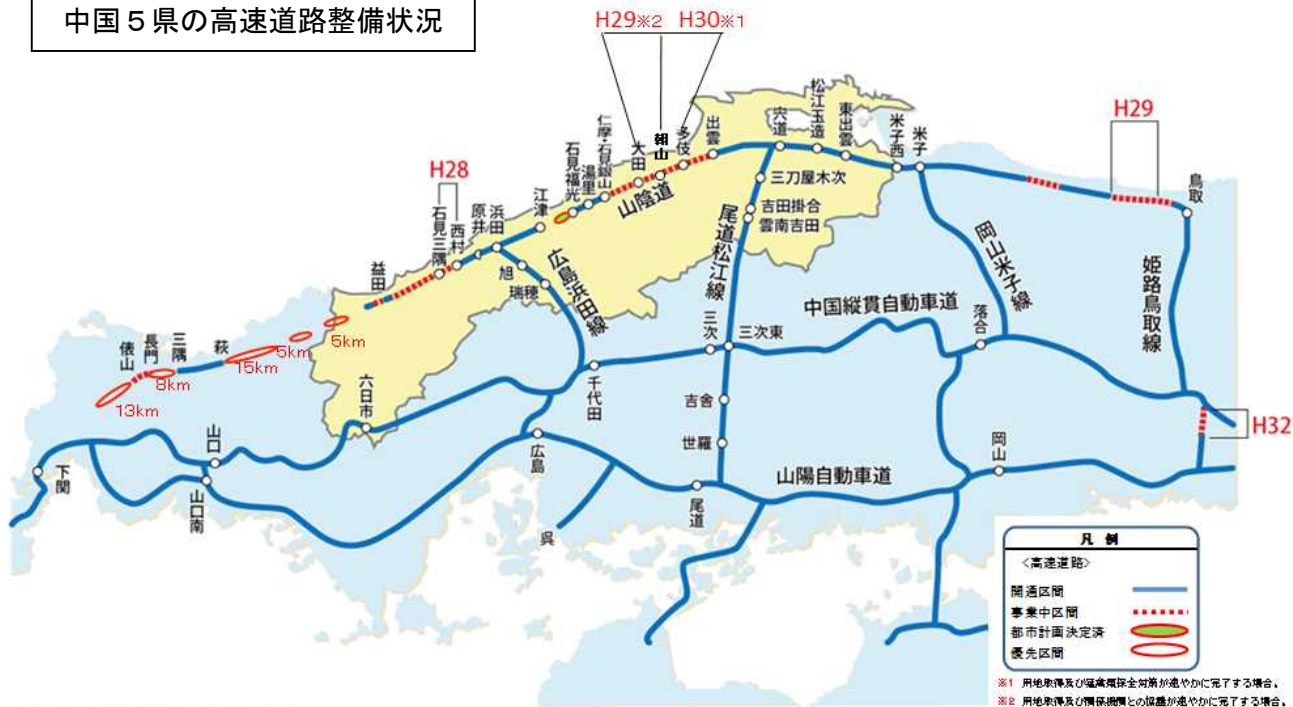 中国５県の高速道路整備状況
H29※2 H30※1
H29
H28
H32
仁摩・石見銀山
大田
朝山
多伎
出雲
宍道
松江玉造
東出雲
米子西
米子
鳥取
石見福光
湯里
江津
浜田
原井
西村
石見三隅
益田
山陰道
三刀屋木次
吉田掛合
雲南吉田
尾道松江線
岡山米子線
姫路鳥取線
広島浜田線
旭
瑞穂
中国縦貫自動車道
三次
三次東
落合
俵山
長門
三隅
萩
5km
5km
15km
8km
13km
六日市
千代田
吉舎
世羅
山口
山口南
下関
広島
呉
尾道
岡山
山陽自動車道
凡 例
<高速道路>
開通区間
事業中区間
都市計画決定済
優先区間
※1 用地取得及び
が速やかに完了する場合。
※2 用地取得及び関係機関との協議が速やかに完了する場合。